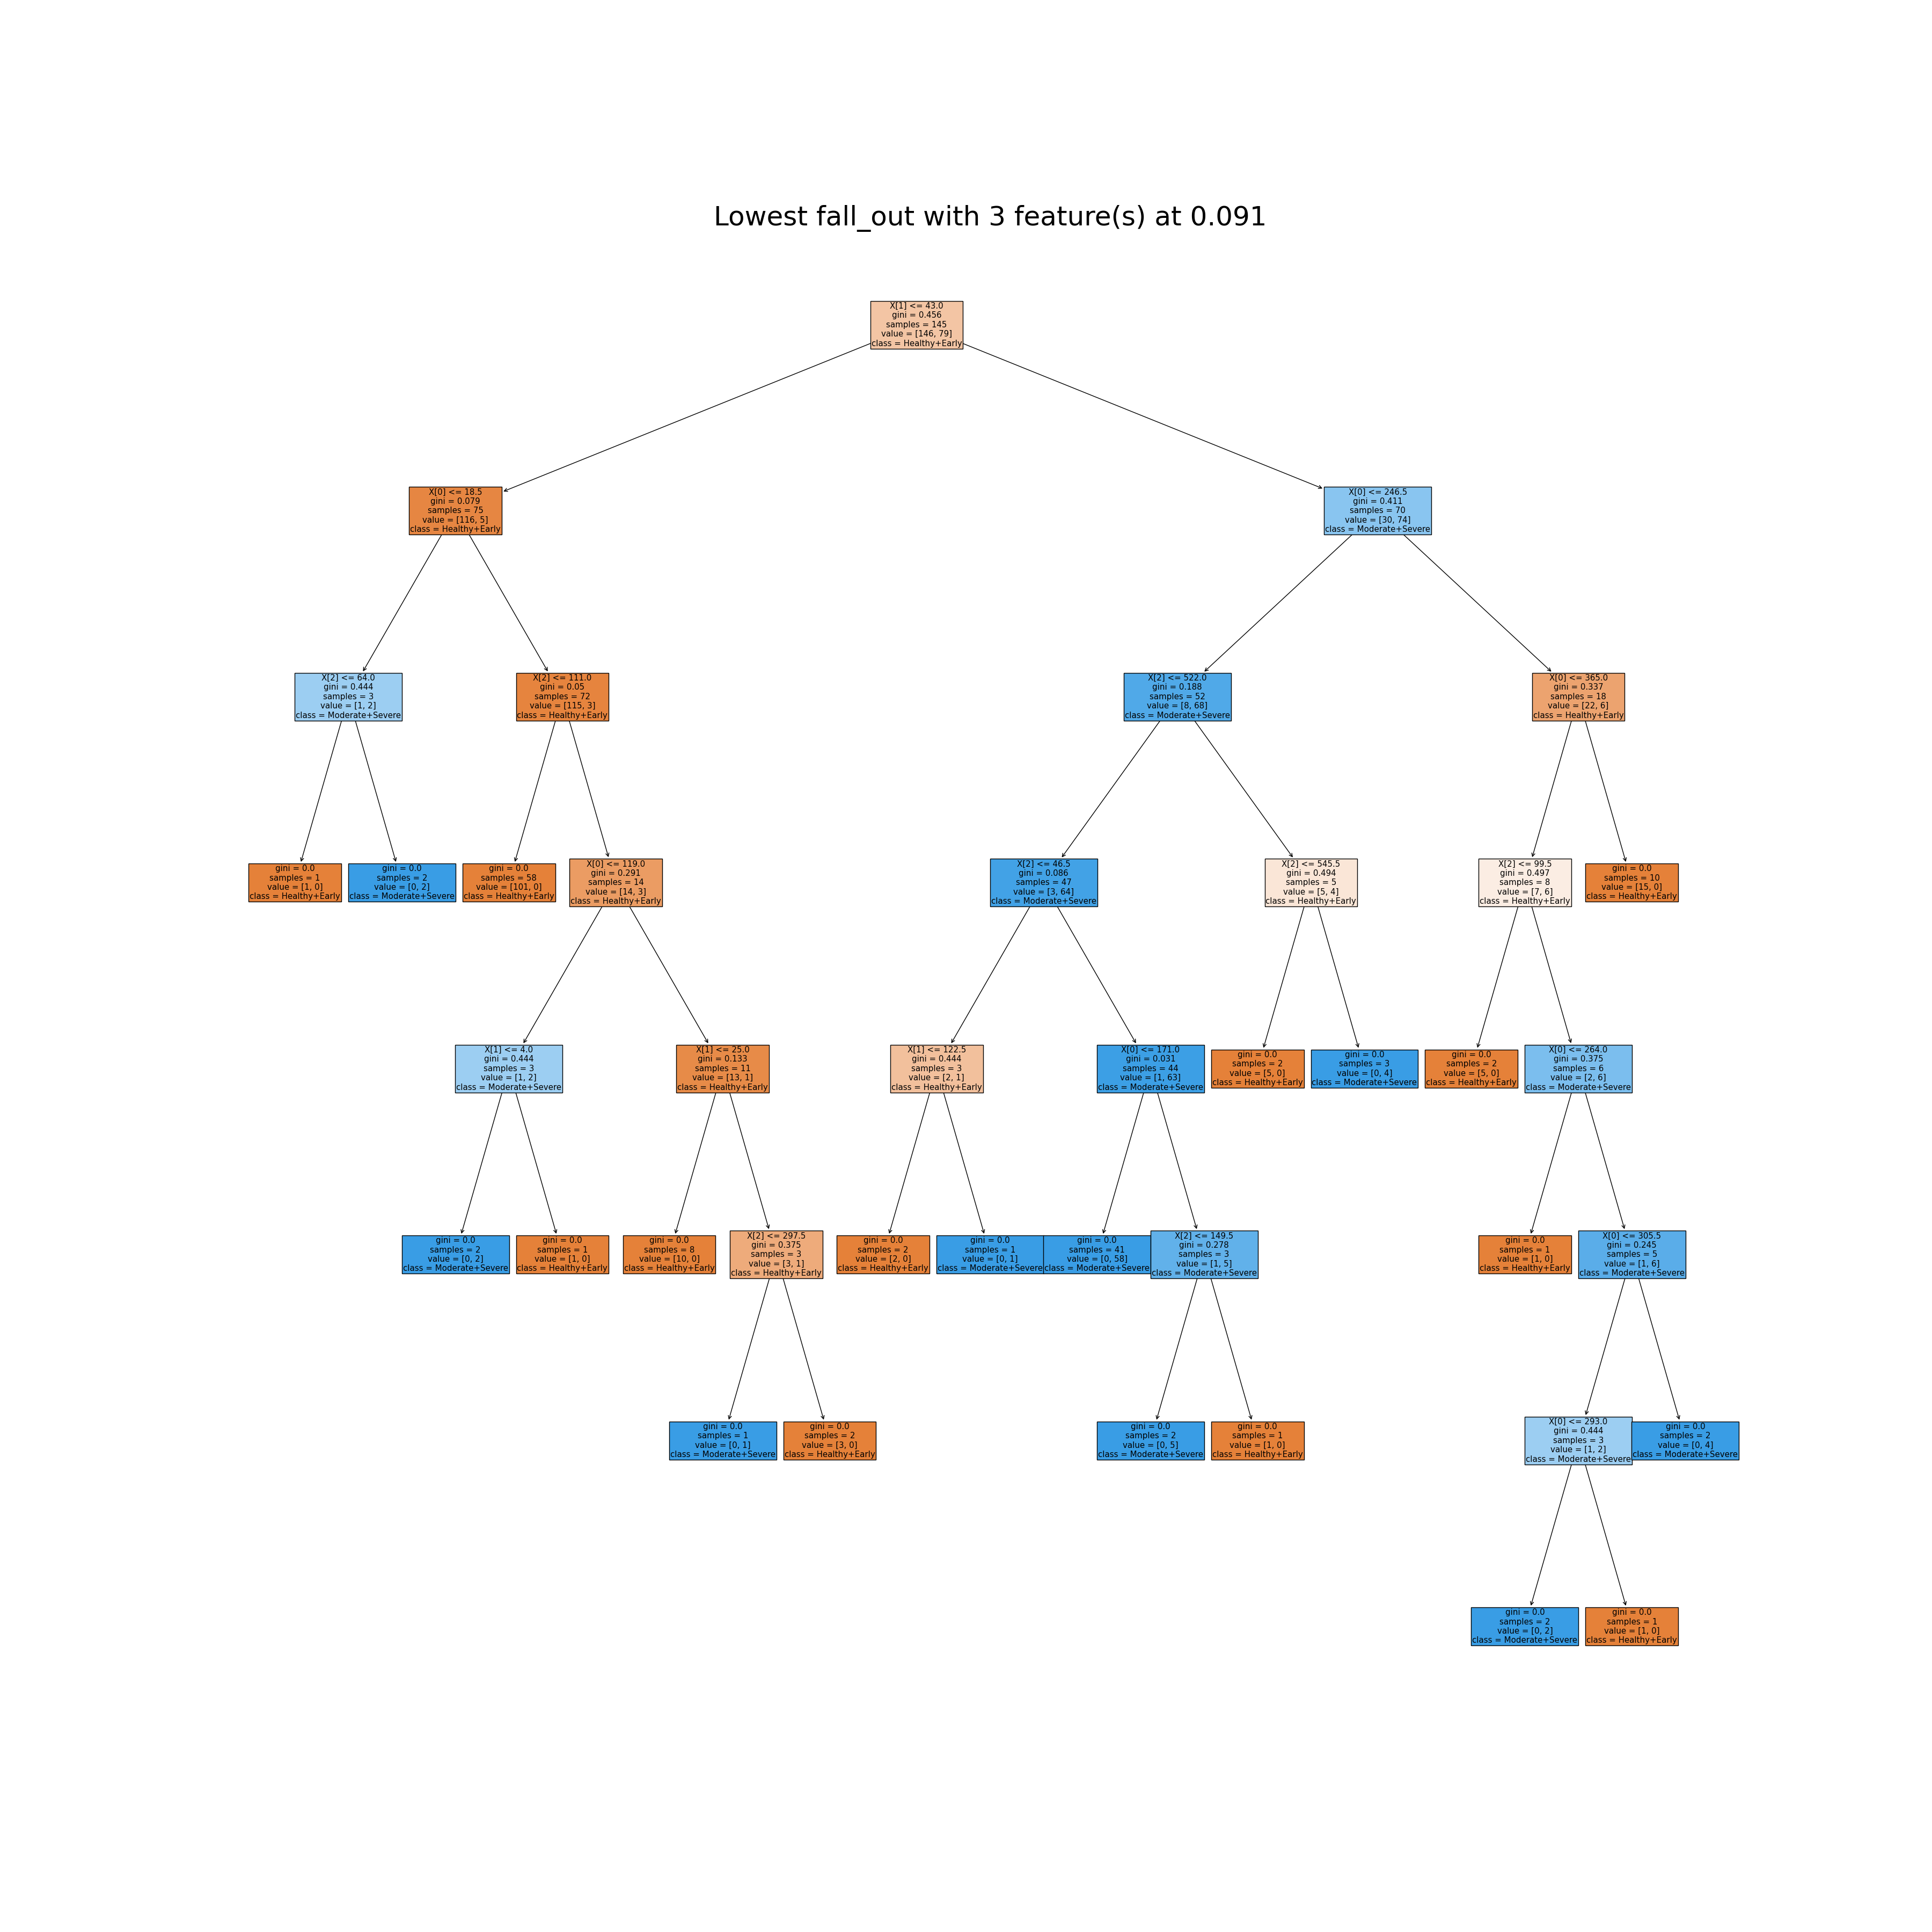 Lowest fall_out with 3 feature(s) at 0.091
X[1] <= 43.0
gini = 0.456
samples = 145
value = [146, 79]
class = Healthy+Early
X[0] <= 18.5
gini = 0.079
samples = 75
value = [116, 5]
class = Healthy+Early
X[0] <= 246.5
gini = 0.411
samples = 70
value = [30, 74]
class = Moderate+Severe
X[2] <= 64.0
gini = 0.444
samples = 3
value = [1, 2]
class = Moderate+Severe
X[2] <= 111.0
gini = 0.05
samples = 72
value = [115, 3]
class = Healthy+Early
X[2] <= 522.0
gini = 0.188
samples = 52
value = [8, 68]
class = Moderate+Severe
X[0] <= 365.0
gini = 0.337
samples = 18
value = [22, 6]
class = Healthy+Early
gini = 0.0
samples = 1
value = [1, 0]
class = Healthy+Early
gini = 0.0
samples = 2
value = [0, 2]
class = Moderate+Severe
gini = 0.0
samples = 58
value = [101, 0]
class = Healthy+Early
X[0] <= 119.0
gini = 0.291
samples = 14
value = [14, 3]
class = Healthy+Early
X[2] <= 46.5
gini = 0.086
samples = 47
value = [3, 64]
class = Moderate+Severe
X[2] <= 545.5
gini = 0.494
samples = 5
value = [5, 4]
class = Healthy+Early
X[2] <= 99.5
gini = 0.497
samples = 8
value = [7, 6]
class = Healthy+Early
gini = 0.0
samples = 10
value = [15, 0]
class = Healthy+Early
X[1] <= 4.0
gini = 0.444
samples = 3
value = [1, 2]
class = Moderate+Severe
X[1] <= 25.0
gini = 0.133
samples = 11
value = [13, 1]
class = Healthy+Early
X[1] <= 122.5
gini = 0.444
samples = 3
value = [2, 1]
class = Healthy+Early
X[0] <= 171.0
gini = 0.031
samples = 44
value = [1, 63]
class = Moderate+Severe
gini = 0.0
samples = 2
value = [5, 0]
class = Healthy+Early
gini = 0.0
samples = 3
value = [0, 4]
class = Moderate+Severe
gini = 0.0
samples = 2
value = [5, 0]
class = Healthy+Early
X[0] <= 264.0
gini = 0.375
samples = 6
value = [2, 6]
class = Moderate+Severe
gini = 0.0
samples = 2
value = [0, 2]
class = Moderate+Severe
gini = 0.0
samples = 1
value = [1, 0]
class = Healthy+Early
gini = 0.0
samples = 8
value = [10, 0]
class = Healthy+Early
X[2] <= 297.5
gini = 0.375
samples = 3
value = [3, 1]
class = Healthy+Early
gini = 0.0
samples = 2
value = [2, 0]
class = Healthy+Early
gini = 0.0
samples = 1
value = [0, 1]
class = Moderate+Severe
gini = 0.0
samples = 41
value = [0, 58]
class = Moderate+Severe
X[2] <= 149.5
gini = 0.278
samples = 3
value = [1, 5]
class = Moderate+Severe
gini = 0.0
samples = 1
value = [1, 0]
class = Healthy+Early
X[0] <= 305.5
gini = 0.245
samples = 5
value = [1, 6]
class = Moderate+Severe
gini = 0.0
samples = 1
value = [0, 1]
class = Moderate+Severe
gini = 0.0
samples = 2
value = [3, 0]
class = Healthy+Early
gini = 0.0
samples = 2
value = [0, 5]
class = Moderate+Severe
gini = 0.0
samples = 1
value = [1, 0]
class = Healthy+Early
X[0] <= 293.0
gini = 0.444
samples = 3
value = [1, 2]
class = Moderate+Severe
gini = 0.0
samples = 2
value = [0, 4]
class = Moderate+Severe
gini = 0.0
samples = 2
value = [0, 2]
class = Moderate+Severe
gini = 0.0
samples = 1
value = [1, 0]
class = Healthy+Early